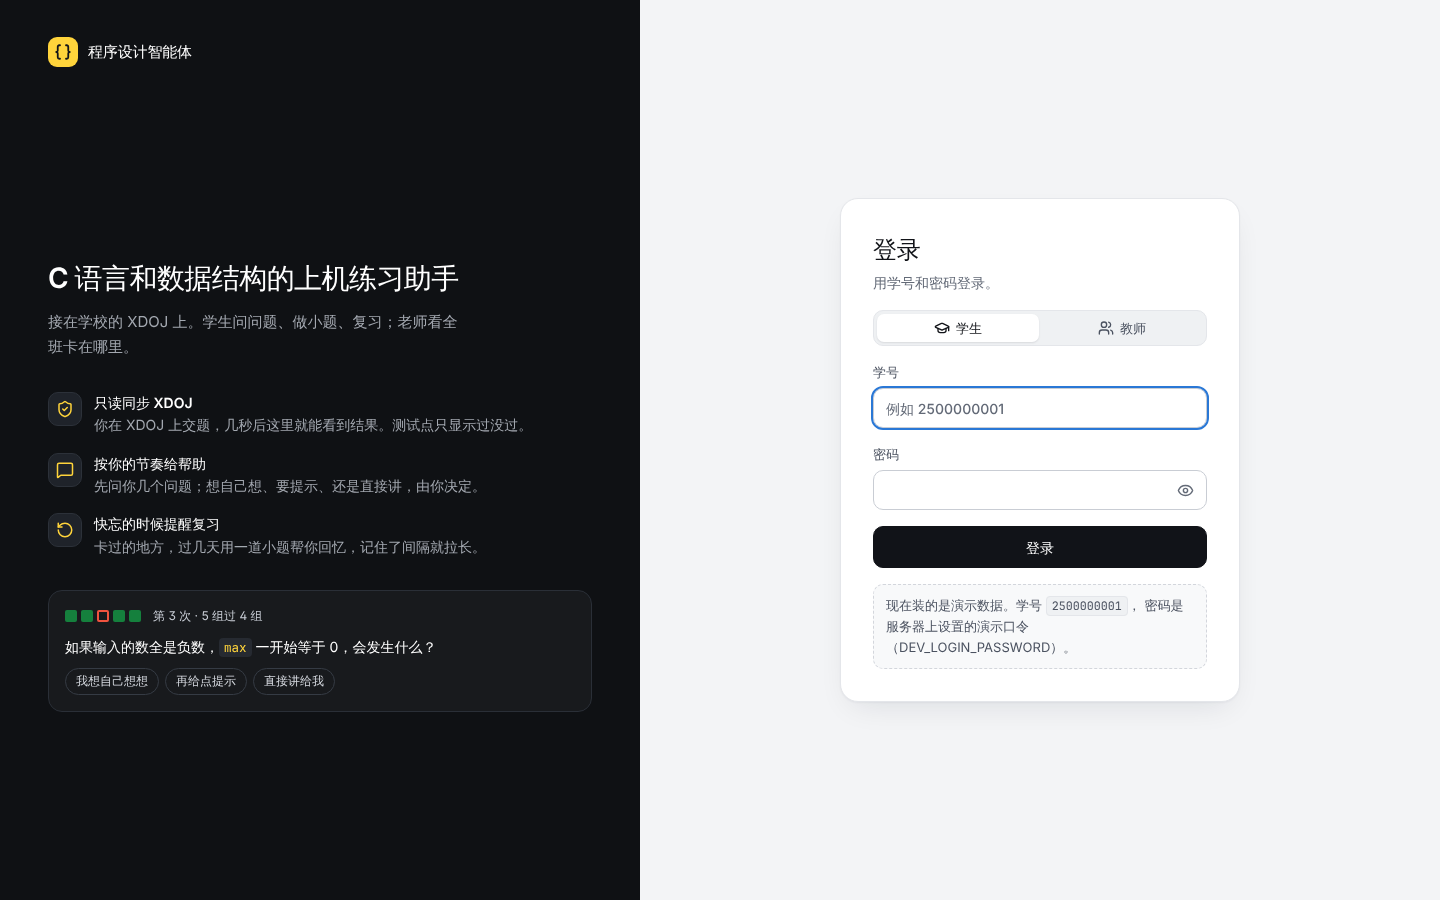 { } 程序设计智能体
C 语言和数据结构的上机练习助手
接在学校的 XDOJ 上。学生问问题、做小题、复习；老师看全
班卡在哪里。
只读同步 XDOJ
你在 XDOJ 上交题，几秒后这里就能看到结果。测试点只显示过没过。
按你的节奏给帮助
先问你几个问题；想自己想、要提示、还是直接讲，由你决定。
快忘的时候提醒复习
卡过的地方，过几天用一道小题帮你回忆，记住了间隔就拉长。
第 3 次 · 5 组过 4 组
如果输入的数全是负数，max 一开始等于 0，会发生什么？
我想自己想想 再给点提示 直接讲给我
登录
用学号和密码登录。
学生 教师
学号
例如 2500000001
密码
登录
现在装的是演示数据。学号 2500000001， 密码是
服务器上设置的演示口令
（DEV_LOGIN_PASSWORD）。